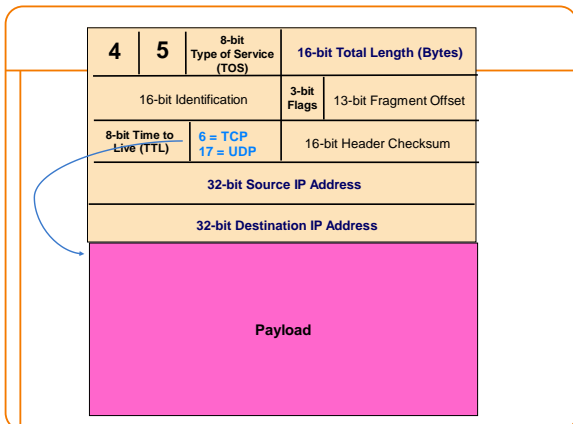 4
5
8-bit
Type of Service
(TOS)
16-bit Total Length (Bytes)
16-bit Identification
3-bit
Flags
13-bit Fragment Offset
8-bit Time to
Live (TTL)
6 = TCP
17 = UDP
16-bit Header Checksum
32-bit Source IP Address
32-bit Destination IP Address
Payload